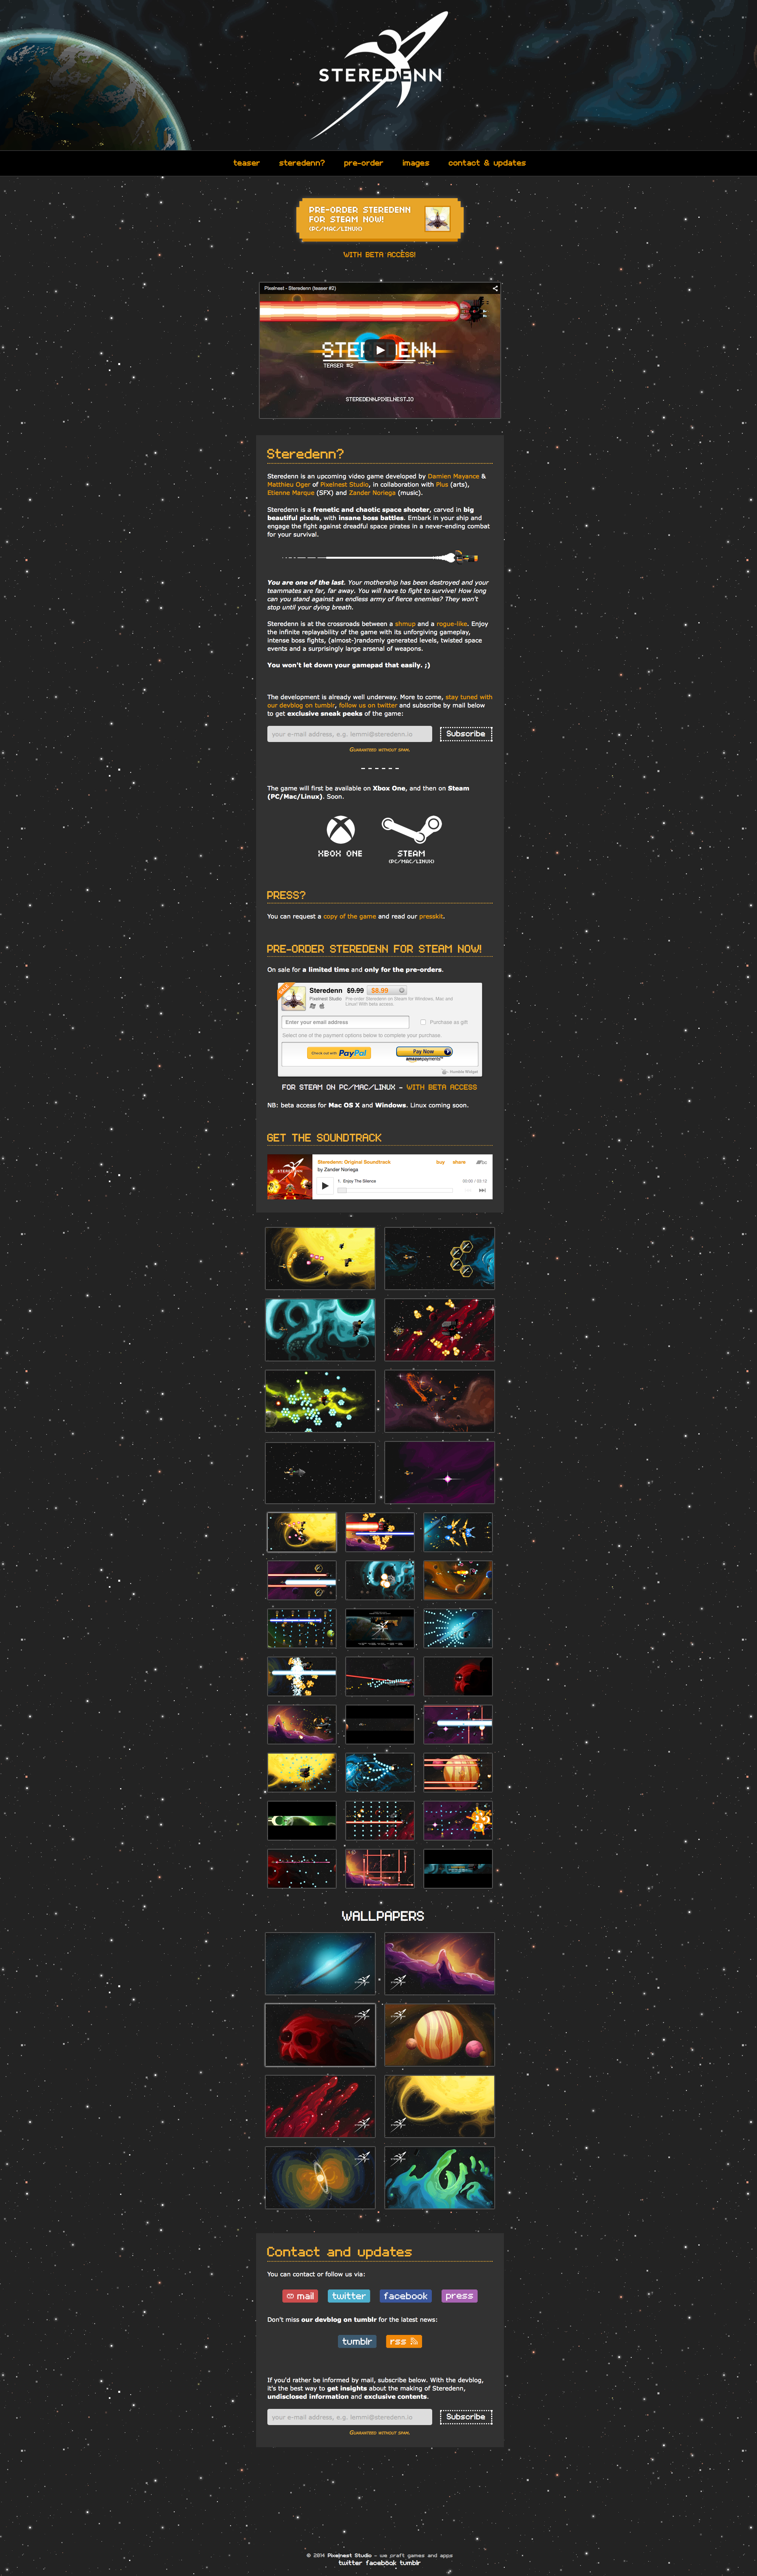 STEREDENN
teaser steredenn? pre-order images contact & updates
PRE-ORDER STEREDENN
FOR STEAM NOW!
(PC/MAC/LINUX)
WITH BETA ACCESS!
Pixelnest - Steredenn (teaser #2)
TEASER #2
STEREDENN.PIXELNEST.IO
Steredenn?
Steredenn is an upcoming video game developed by Damien Mayance &
Matthieu Oger of Pixelnest Studio, in collaboration with Plus (arts),
Etienne Marque (SFX) and Zander Noriega (music).
Steredenn is a frenetic and chaotic space shooter, carved in big
beautiful pixels, with insane boss battles. Embark in your ship and
engage the fight against dreadful space pirates in a never-ending combat
for your survival.
You are one of the last. Your mothership has been destroyed and your
teammates are far, far away. You will have to fight to survive! How long
can you stand against an endless army of fierce enemies? They won't
stop until your dying breath.
Steredenn is at the crossroads between a shmup and a rogue-like. Enjoy
the infinite replayability of the game with its unforgiving gameplay,
intense boss fights, (almost-)randomly generated levels, twisted space
events and a surprisingly large arsenal of weapons.
You won't let down your gamepad that easily. ;)
The development is already well underway. More to come, stay tuned with
our devblog on tumblr, follow us on twitter and subscribe by mail below
to get exclusive sneak peeks of the game:
your e-mail address, e.g. lemmi@steredenn.io Subscribe
Guaranteed without spam.
The game will first be available on Xbox One, and then on Steam
(PC/Mac/Linux). Soon.
XBOX ONE STEAM
(PC/MAC/LINUX)
PRESS?
You can request a copy of the game and read our presskit.
PRE-ORDER STEREDENN FOR STEAM NOW!
On sale for a limited time and only for the pre-orders.
Steredenn $9.99 $8.99
Pixelnest Studio Pre-order Steredenn on Steam for Windows, Mac and
Linux! With beta access.
Enter your email address Purchase as gift
Select one of the payment options below to complete your purchase
Check out with PayPal Pay Now
amazonpayments
Humble Widget
FOR STEAM ON PC/MAC/LINUX - WITH BETA ACCESS
NB: beta access for Mac OS X and Windows. Linux coming soon.
GET THE SOUNDTRACK
Steredenn: Original Soundtrack buy share
by Zander Noriega
1. Enjoy The Silence 00:00 / 03:12
WALLPAPERS
Contact and updates
You can contact or follow us via:
mail twitter facebook press
Don't miss our devblog on tumblr for the latest news:
tumblr rss
If you'd rather be informed by mail, subscribe below. With the devblog,
it's the best way to get insights about the making of Steredenn,
undisclosed information and exclusive contents.
your e-mail address, e.g. lemmi@steredenn.io Subscribe
Guaranteed without spam.
© 2014 Pixelnest Studio - we craft games and apps
twitter facebook tumblr